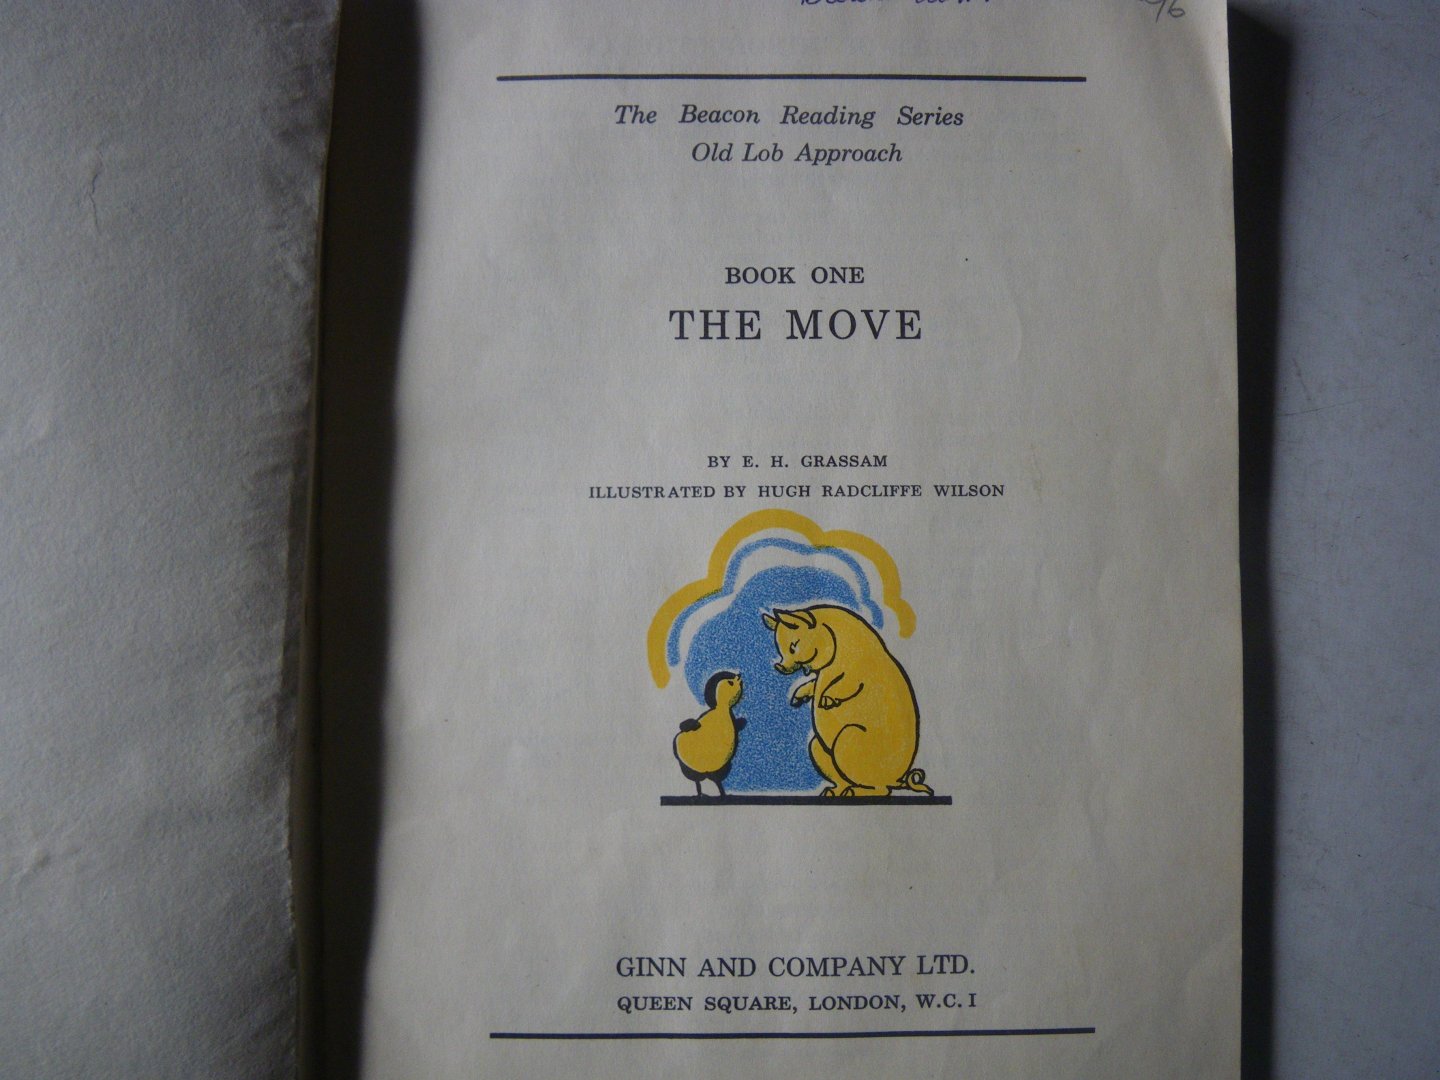 The Beacon Reading Series
Old Lob Approach
BOOK ONE
THE MOVE
BY E. H. GRASSAM
ILLUSTRATED BY HUGH RADCLIFFE WILSON
GINN AND COMPANY LTD.
QUEEN SQUARE, LONDON, W.C.1